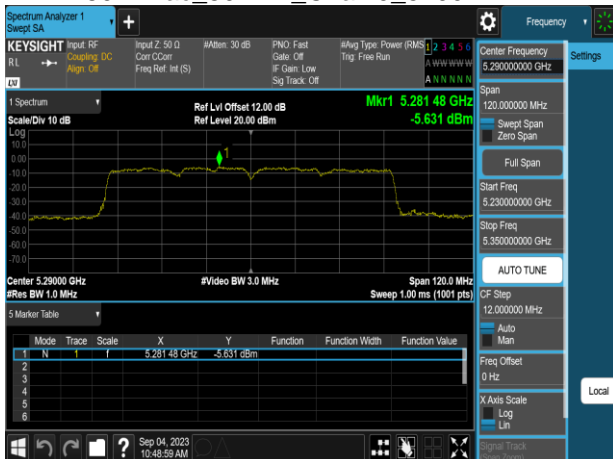 Spectrum Analyzer 1
Swept SA
Frequency
KEYSIGHT
RL
LXI
Input: RF
Coupling: DC
Align: Off
Input Z: 50 Ω
Corr CCorr
Freq Ref: Int (S)
#Atten: 30 dB
PNO: Fast
Gate: Off
IF Gain: Low
Sig Track: Off
#Avg Type: Power (RMS
Trig: Free Run
1 2 3 4 5 6
A W W W W W
A N N N N N
1 Spectrum
Scale/Div 10 dB
Ref Lvl Offset 12.00 dB
Ref Level 20.00 dBm
Mkr1 5.281 48 GHz
-5.631 dBm
Log
10.0
0.00
-10.0
-20.0
-30.0
-40.0
-50.0
-60.0
-70.0
1
Center 5.29000 GHz
#Res BW 1.0 MHz
#Video BW 3.0 MHz
Span 120.0 MHz
Sweep 1.00 ms (1001 pts)
5 Marker Table
Mode Trace Scale X Y Function Function Width Function Value
1 N 1 f 5.281 48 GHz -5.631 dBm
2
3
4
5
6
Sep 04, 2023
10:48:59 AM
Center Frequency
5.290000000 GHz
Settings
Span
120.000000 MHz
Swept Span
Zero Span
Full Span
Start Freq
5.230000000 GHz
Stop Freq
5.350000000 GHz
AUTO TUNE
CF Step
12.000000 MHz
Auto
Man
Freq Offset
0 Hz
X Axis Scale
Log
Lin
Local
Signal Track
(Span Zoom)